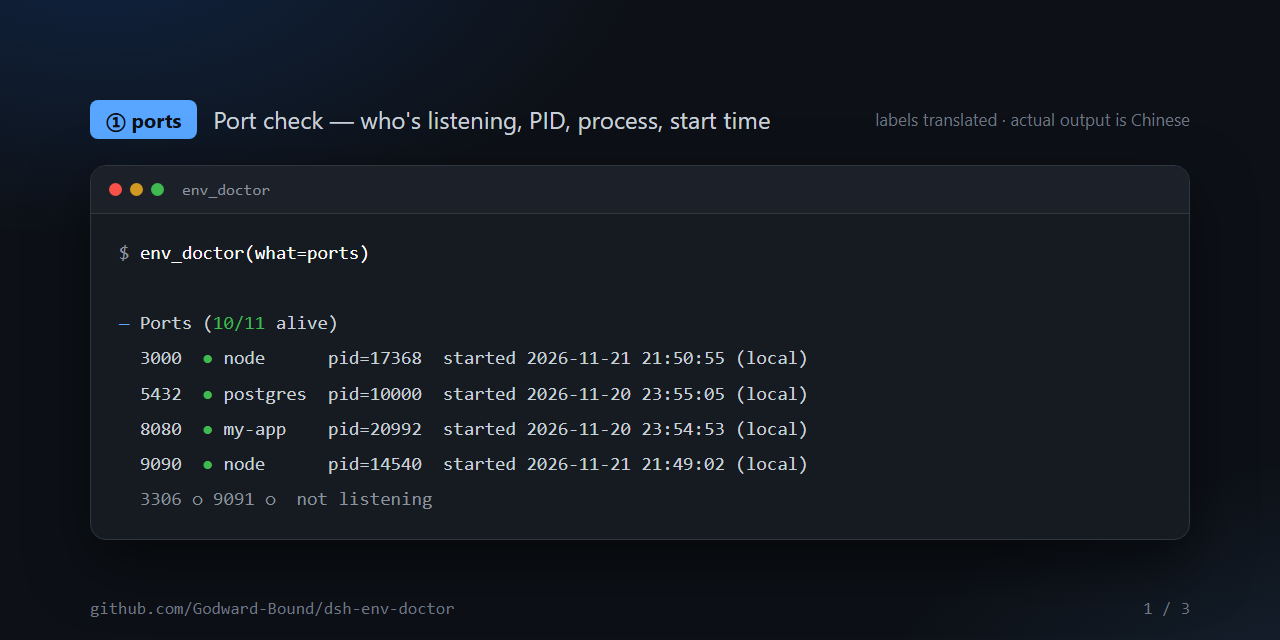 ① ports Port check — who's listening, PID, process, start time labels translated · actual output is Chinese
env_doctor
$ env_doctor(what=ports)
— Ports (10/11 alive)
3000 ● node pid=17368 started 2026-11-21 21:50:55 (local)
5432 ● postgres pid=10000 started 2026-11-20 23:55:05 (local)
8080 ● my-app pid=20992 started 2026-11-20 23:54:53 (local)
9090 ● node pid=14540 started 2026-11-21 21:49:02 (local)
3306 ○ 9091 ○ not listening
github.com/Godward-Bound/dsh-env-doctor 1 / 3